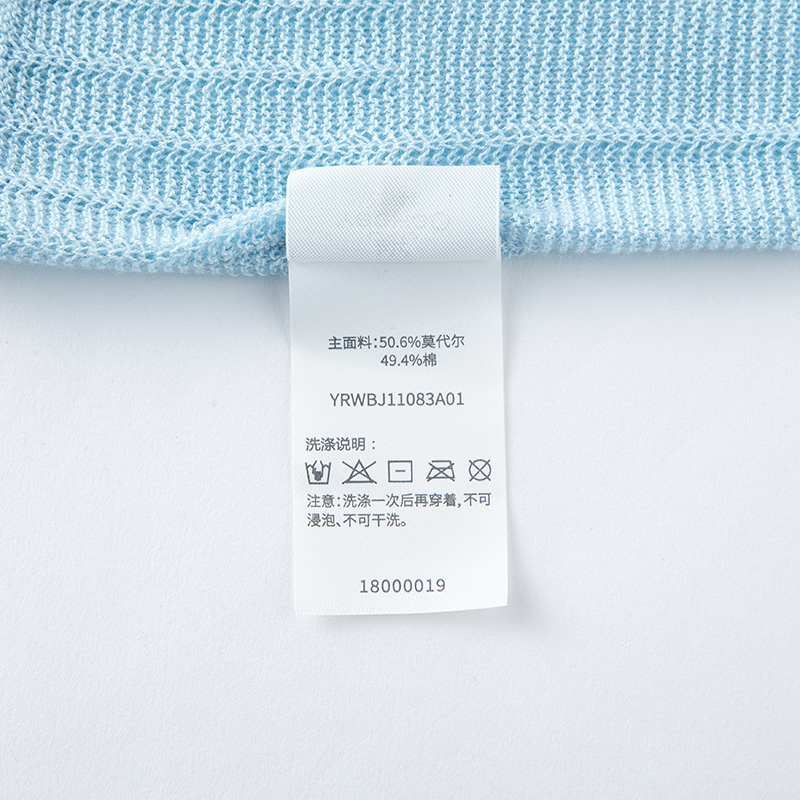 主面料:50.6%莫代尔
49.4%棉
YRWBJ11083A01
洗涤说明:
注意:洗涤一次后再穿着,不可
浸泡、不可干洗。
18000019